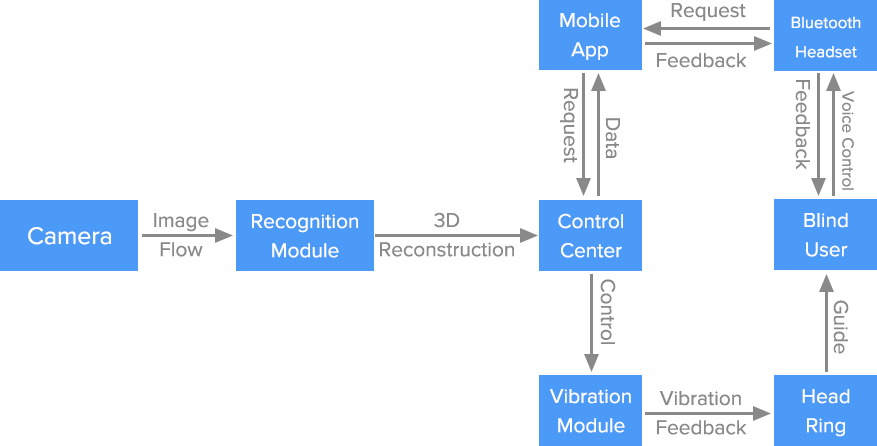 Mobile
App
Request
Feedback
Bluetooth
Headset
Request
Data
Feedback
Voice Control
Camera
Image
Flow
Recognition
Module
3D
Reconstruction
Control
Center
Blind
User
Control
Guide
Vibration
Module
Vibration
Feedback
Head
Ring